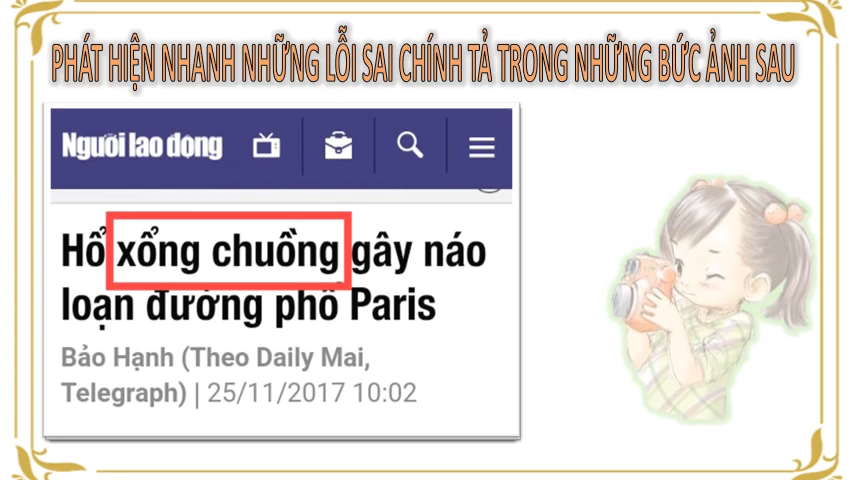 PHÁT HIỆN NHANH NHỮNG LỖI SAI CHÍNH TẢ TRONG NHỮNG BỨC ẢNH SAU
Người lao động
Hổ xổng chuồng gây náo
loạn đường phố Paris
Bảo Hạnh (Theo Daily Mai,
Telegraph) | 25/11/2017 10:02